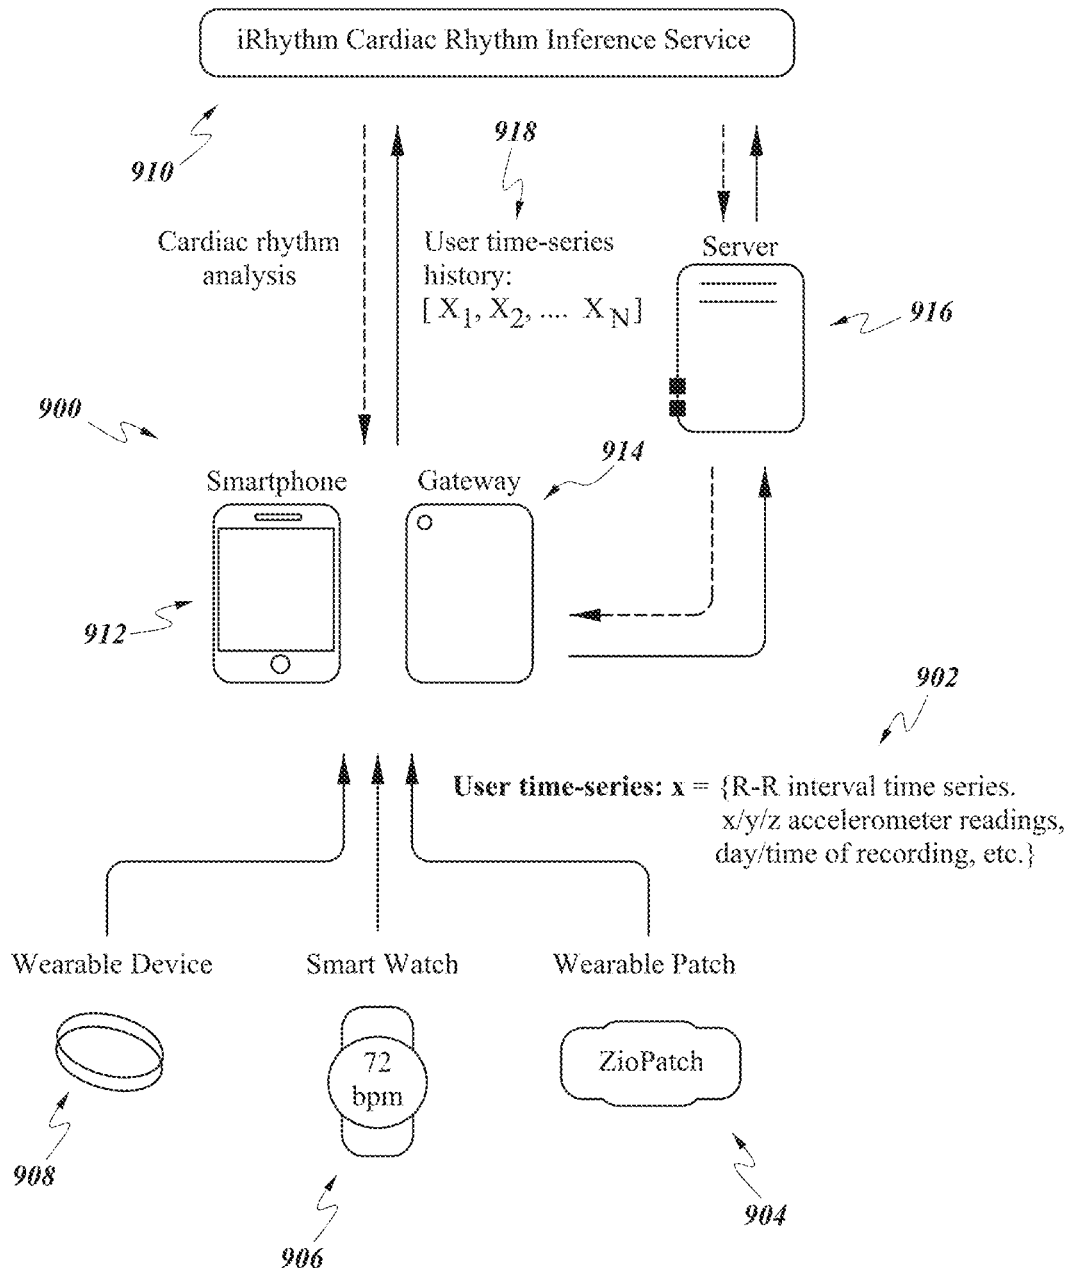 iRhythm Cardiac Rhythm Inference Service
910
918
Cardiac rhythm
analysis
User time-series
history:
[ X1, X2, .... XN]
Server
916
900
Smartphone
Gateway
914
912
902
User time-series: x = {R-R interval time series.
x/y/z accelerometer readings,
day/time of recording, etc.}
Wearable Device
Smart Watch
Wearable Patch
72
bpm
ZioPatch
908
906
904